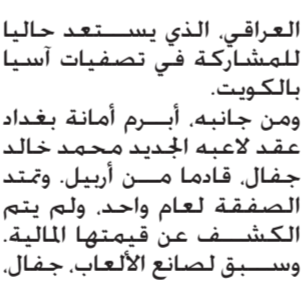 العراقي، الذي يستعد حاليا
للمشاركة في تصفيات آسيا
بالكويت.
ومن جانبه، أبرم أمانة بغداد
عقد لاعبه الجديد محمد خالد
جفال، قادما من أربيل. وتمتد
الصفقة لعام واحد، ولم يتم
الكشف عن قيمتها المالية.
وسبق لصانع الألعاب، جفال،